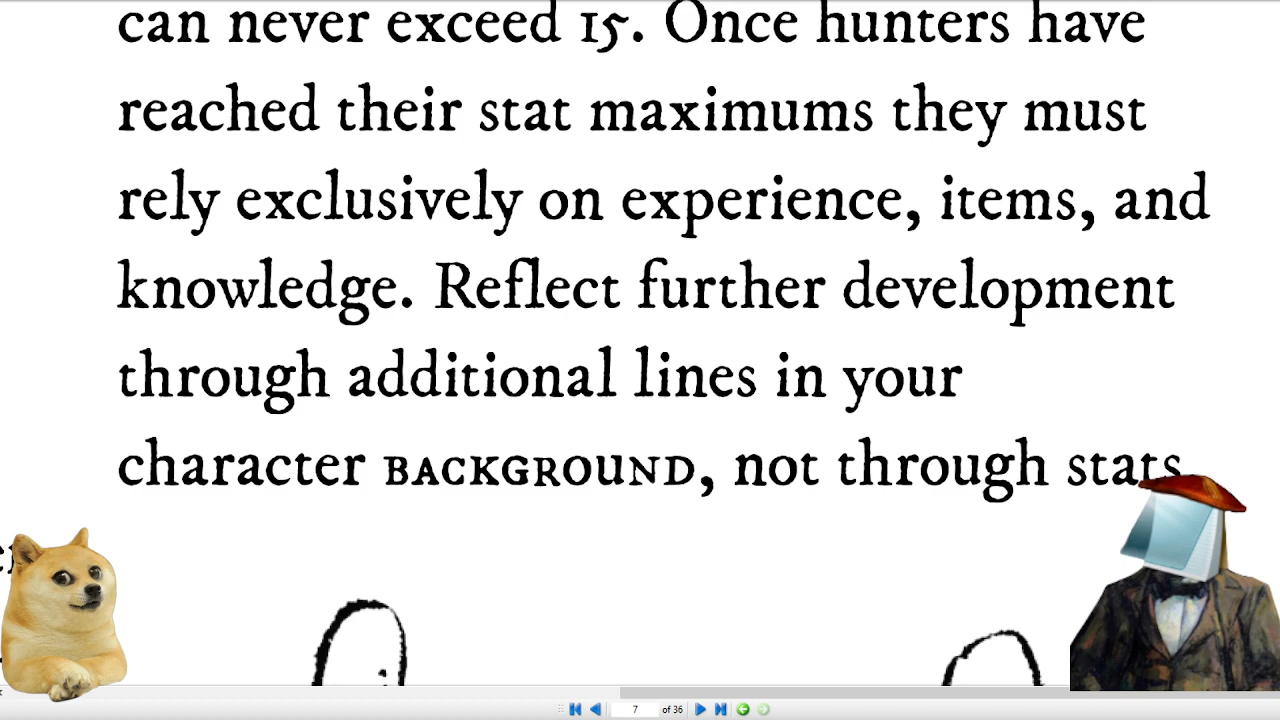 can never exceed 15. Once hunters have
reached their stat maximums they must
rely exclusively on experience, items, and
knowledge. Reflect further development
through additional lines in your
character BACKGROUND, not through stats
7 of 36